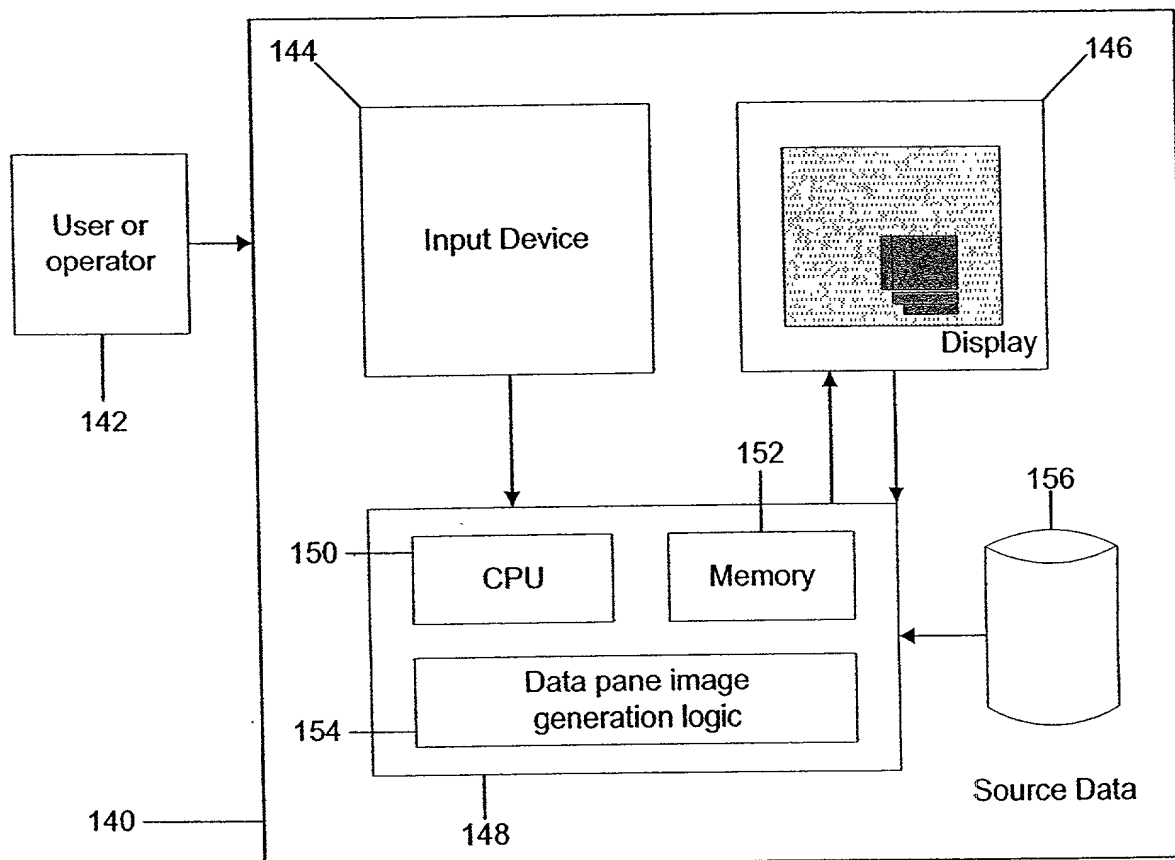 144
146
User or
operator
Input Device
Display
142
152
156
150
CPU
Memory
Data pane image
generation logic
154
Source Data
140
148